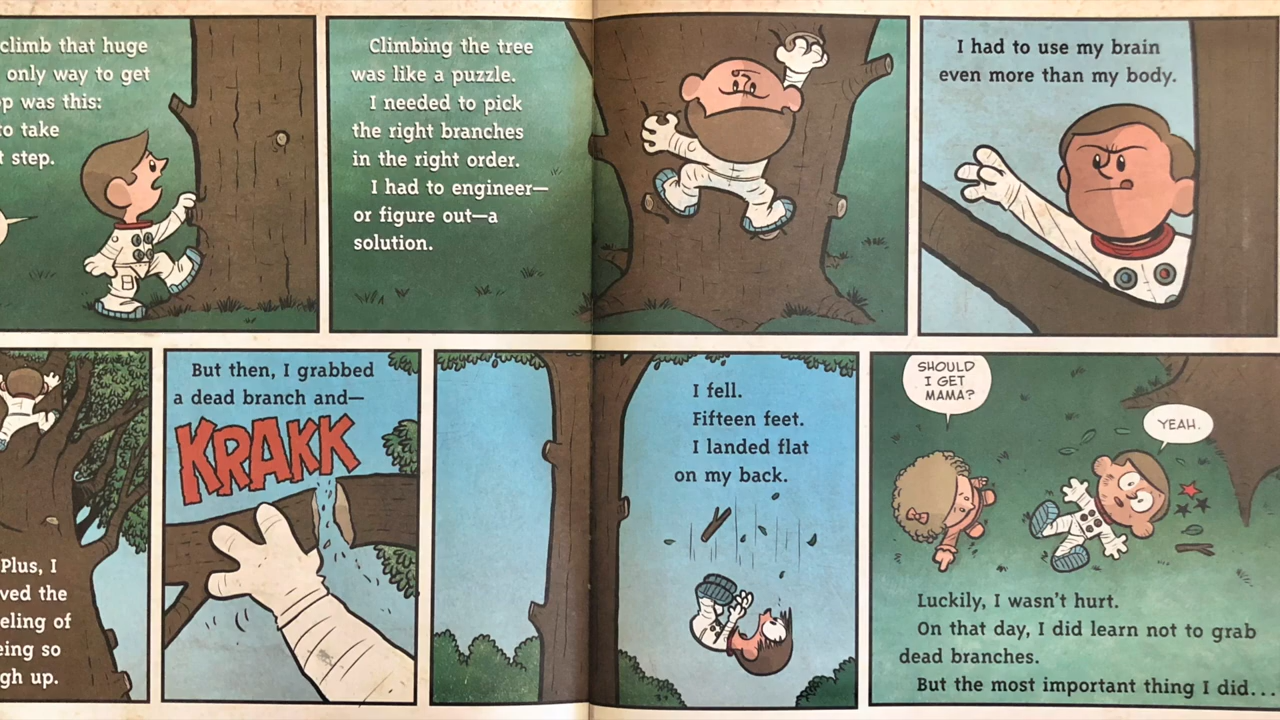 climb that huge
only way to get
p was this:
to take
t step.
Climbing the tree
was like a puzzle.
I needed to pick
the right branches
in the right order.
I had to engineer—
or figure out—a
solution.
I had to use my brain
even more than my body.
Plus, I
ved the
eling of
eing so
gh up.
But then, I grabbed
a dead branch and—
KRAKK
I fell.
Fifteen feet.
I landed flat
on my back.
SHOULD
I GET
MAMA?
YEAH.
Luckily, I wasn't hurt.
On that day, I did learn not to grab
dead branches.
But the most important thing I did...